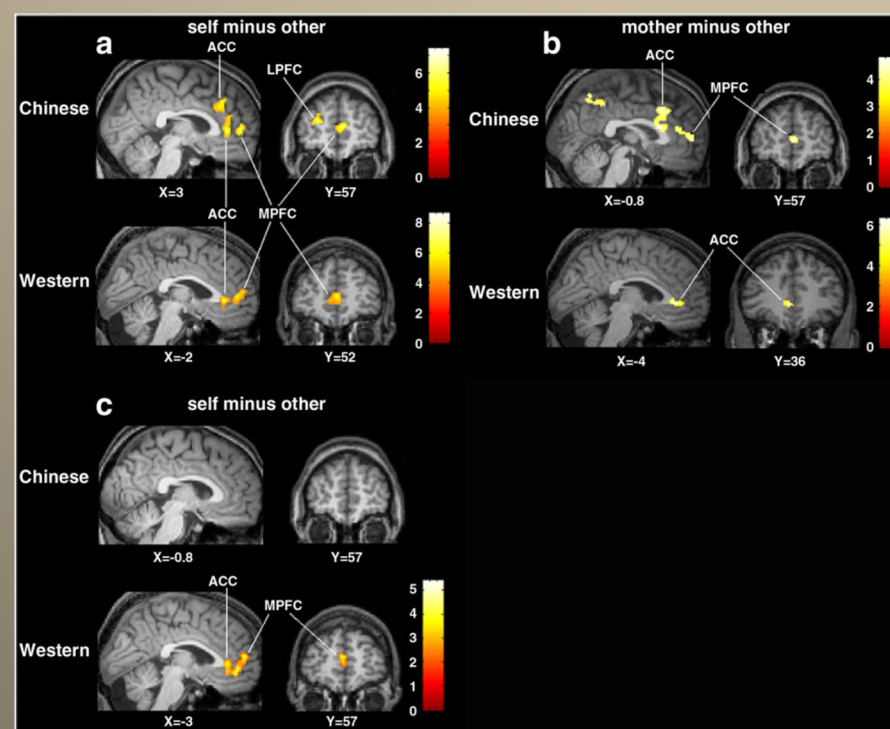 a
self minus other
ACC
LPFC
Chinese
6
4
2
0
X=3
Y=57
ACC
MPFC
Western
8
6
4
2
0
X=-2
Y=52
b
mother minus other
ACC
MPFC
Chinese
4
3
2
1
0
X=-0.8
Y=57
ACC
Western
6
4
2
0
X=-4
Y=36
c
self minus other
Chinese
X=-0.8
Y=57
ACC
MPFC
Western
5
4
3
2
1
0
X=-3
Y=57